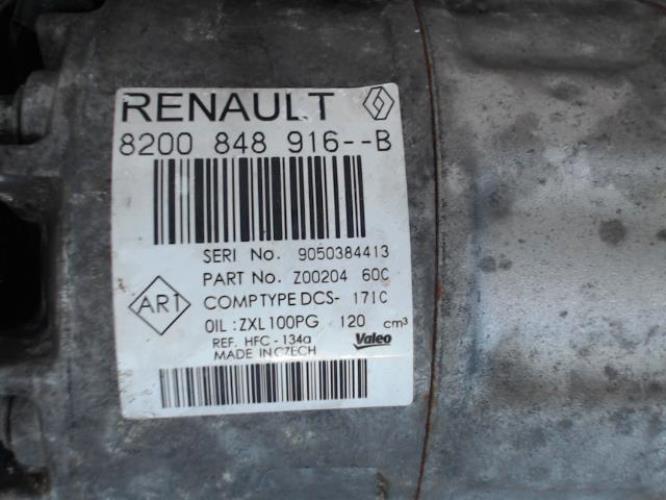 RENAULT
8200 848 916--B
SERI No. 9050384413
PART No. Z00204 60C
ART
COMPTYPE DCS- 171C
OIL :ZXL100PG 120 cm³
REF. HFC - 134a
MADE IN CZECH
Valeo